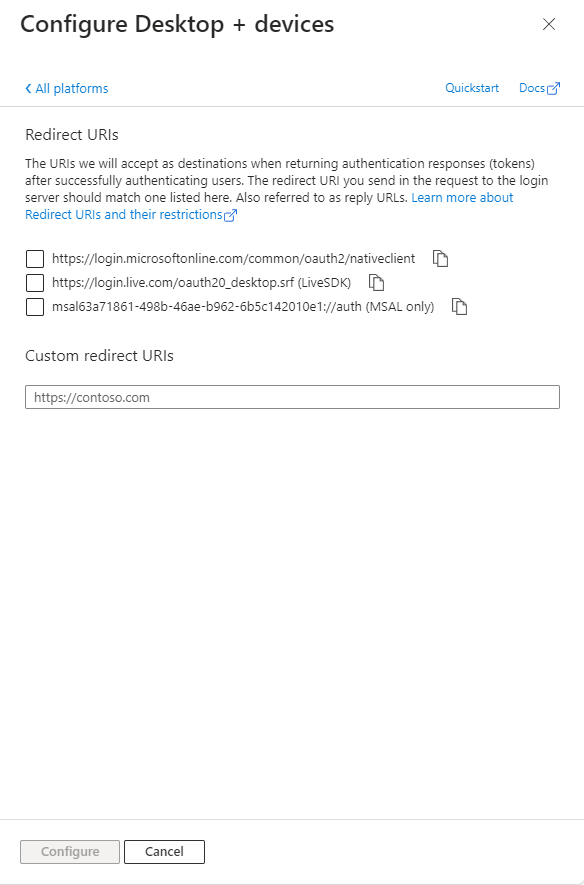 Configure Desktop + devices
All platforms
Quickstart
Docs
Redirect URIs
The URIs we will accept as destinations when returning authentication responses (tokens)
after successfully authenticating users. The redirect URI you send in the request to the login
server should match one listed here. Also referred to as reply URLs. Learn more about
Redirect URIs and their restrictions
https://login.microsoftonline.com/common/oauth2/nativeclient
https://login.live.com/oauth20_desktop.srf (LiveSDK)
msal63a71861-498b-46ae-b962-6b5c142010e1://auth (MSAL only)
Custom redirect URIs
https://contoso.com
Configure
Cancel